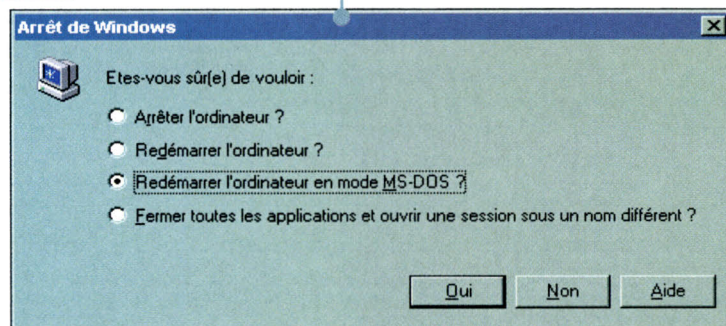 Arrêt de Windows
Etes-vous sûr(e) de vouloir :
Arrêter l'ordinateur ?
Redémarrer l'ordinateur ?
Redémarrer l'ordinateur en mode MS-DOS ?
Fermer toutes les applications et ouvrir une session sous un nom différent ?
Oui Non Aide